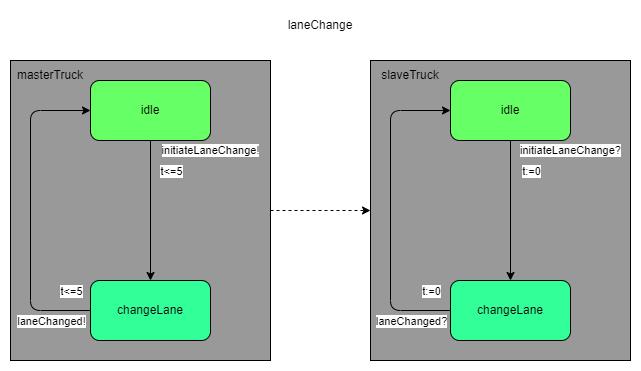 laneChange
masterTruck
idle
initiateLaneChange!
t<=5
t<=5
laneChanged!
changeLane
slaveTruck
idle
initiateLaneChange?
t:=0
t:=0
laneChanged?
changeLane